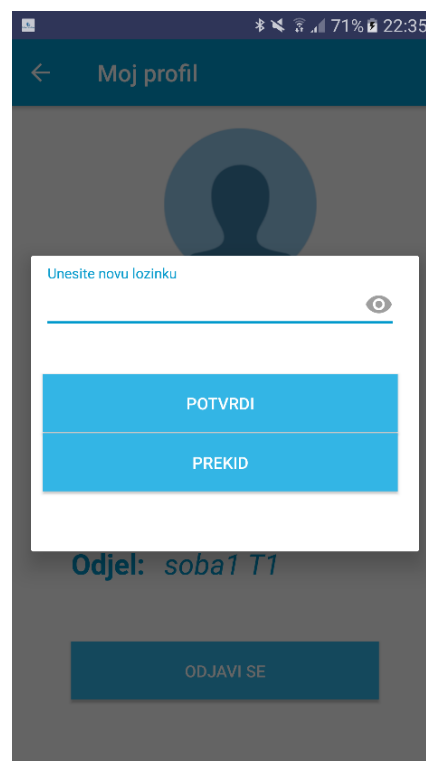 71% 22:35
Moj profil
Unesite novu lozinku
POTVRDI
PREKID
Odjel: soba1 T1
ODJAVI SE